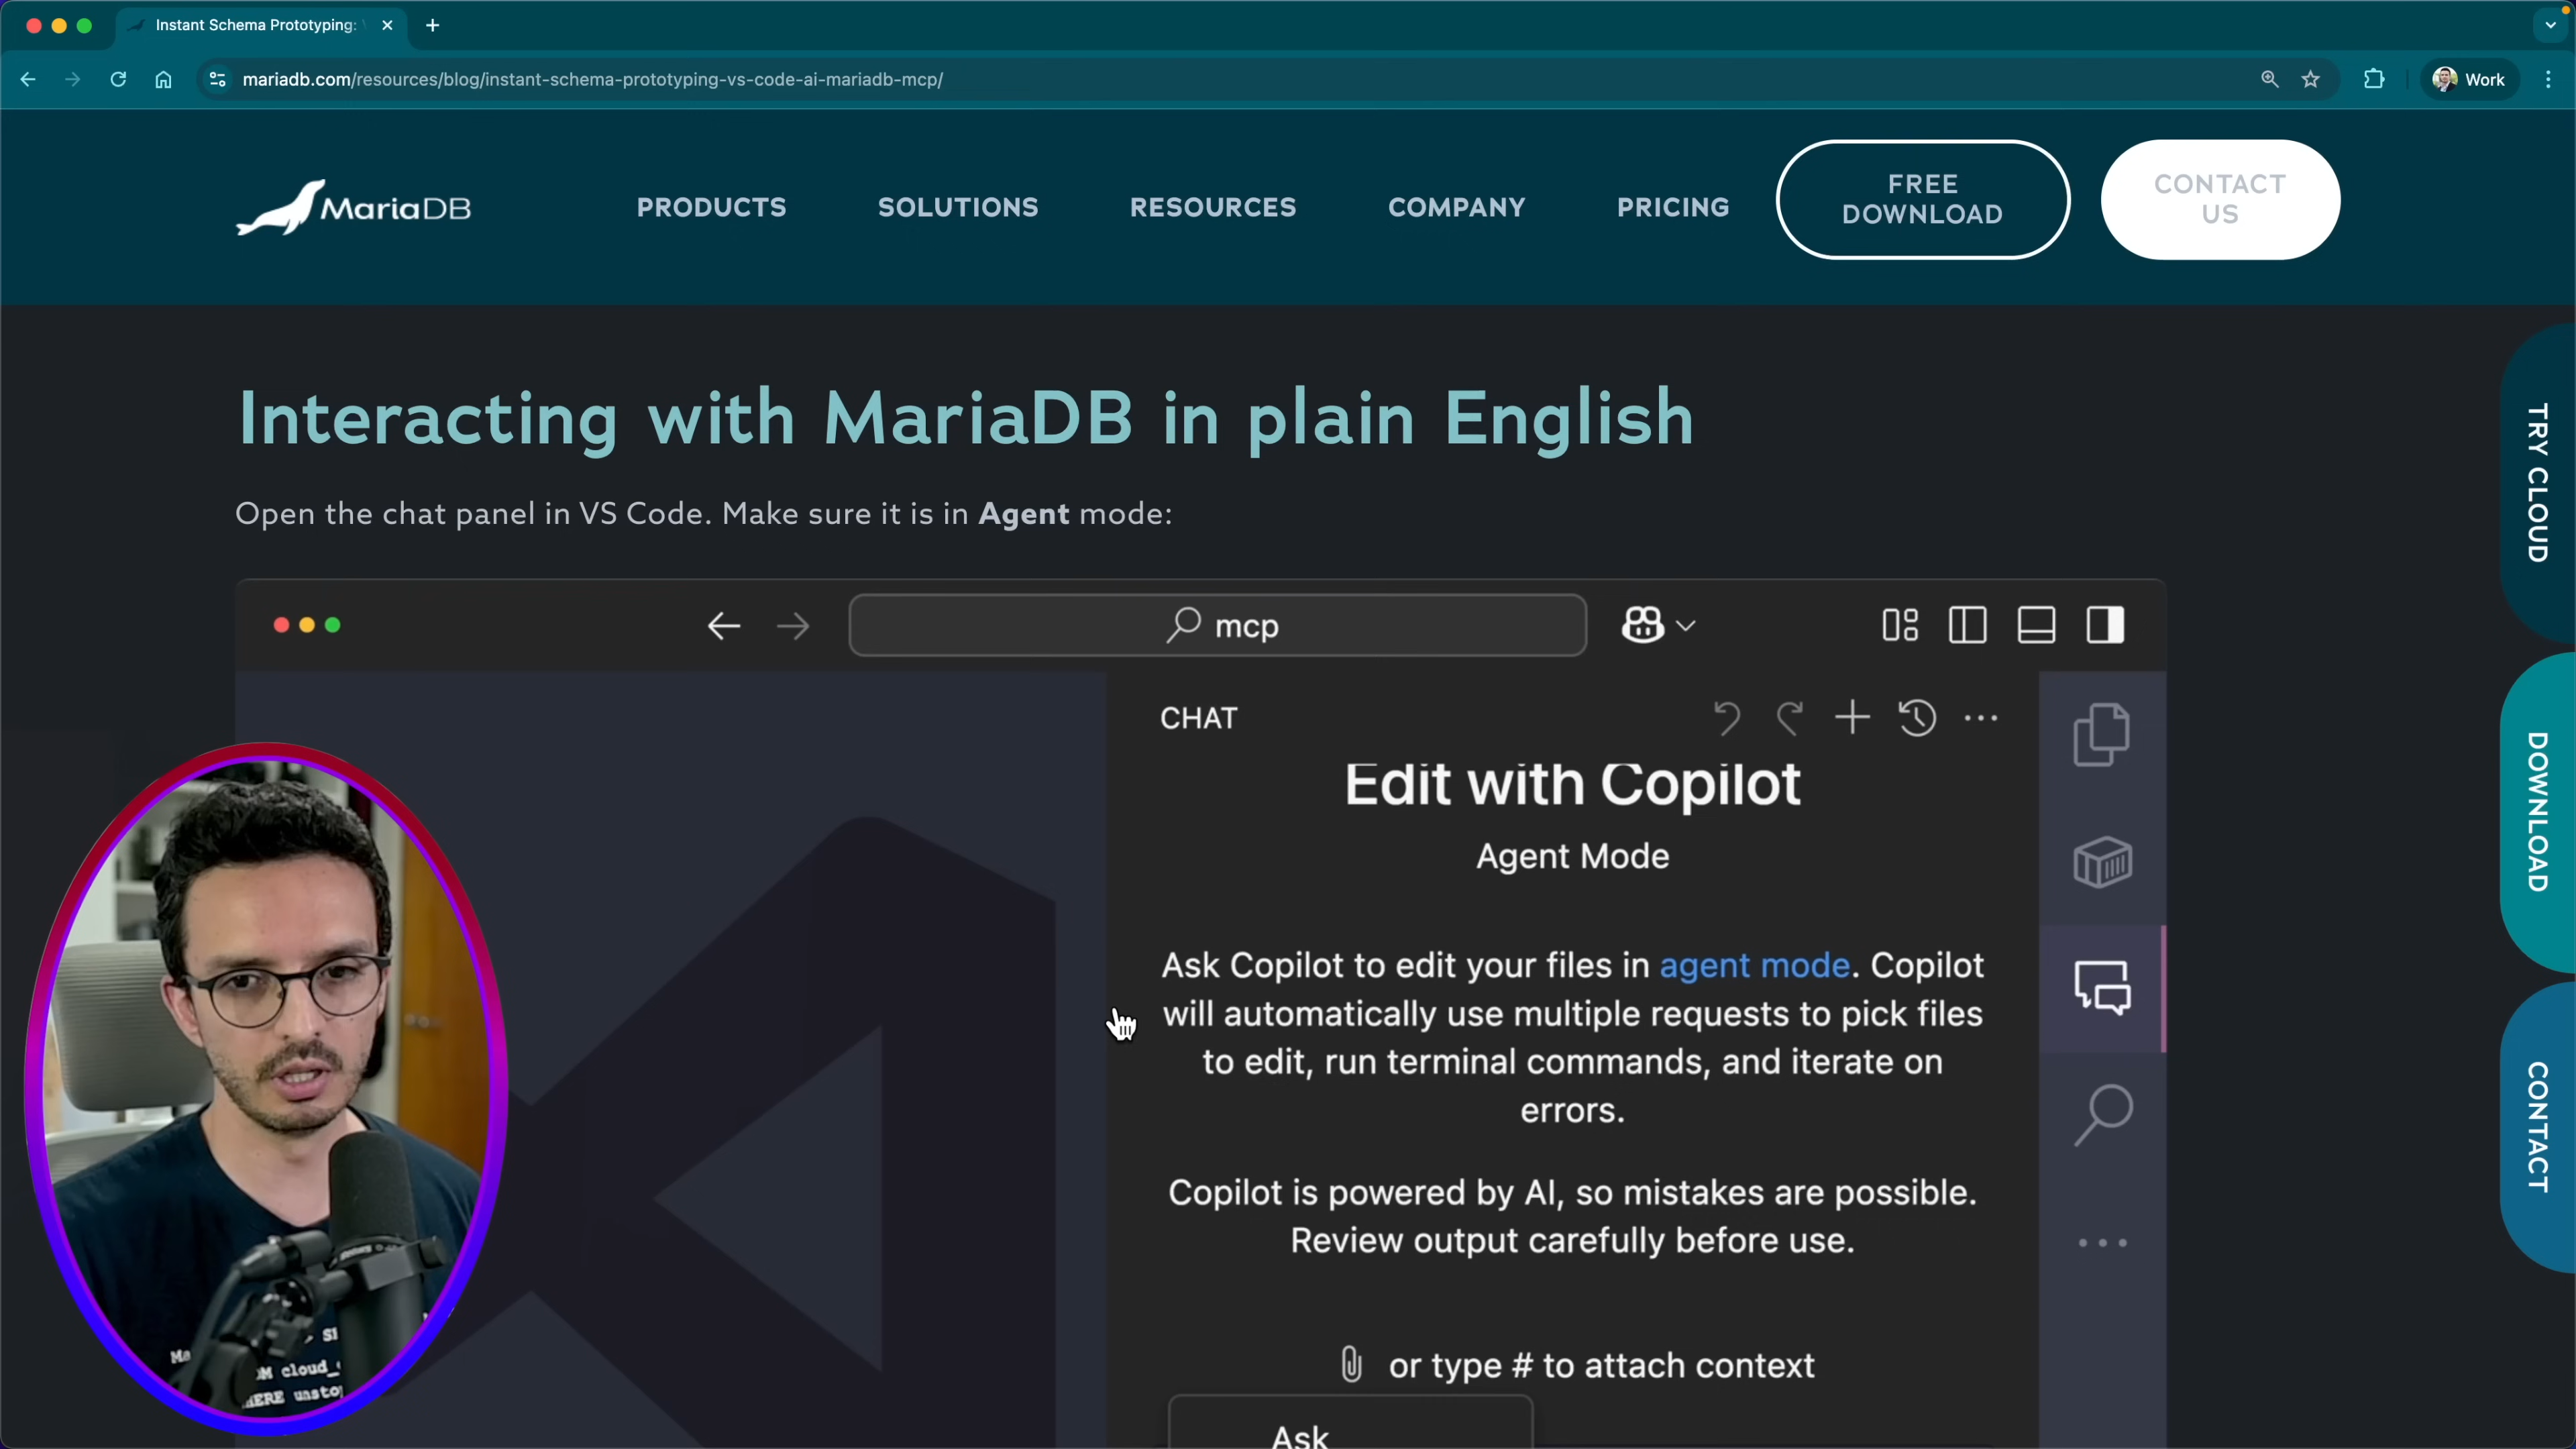 Instant Schema Prototyping:
mariadb.com/resources/blog/instant-schema-prototyping-vs-code-ai-mariadb-mcp/
Work
MariaDB
PRODUCTS
SOLUTIONS
RESOURCES
COMPANY
PRICING
FREE
DOWNLOAD
CONTACT
US
Interacting with MariaDB in plain English
Open the chat panel in VS Code. Make sure it is in Agent mode:
mcp
CHAT
Edit with Copilot
Agent Mode
Ask Copilot to edit your files in agent mode. Copilot
will automatically use multiple requests to pick files
to edit, run terminal commands, and iterate on
errors.
Copilot is powered by AI, so mistakes are possible.
Review output carefully before use.
or type # to attach context
Ask
TRY CLOUD
DOWNLOAD
CONTACT
cloud_